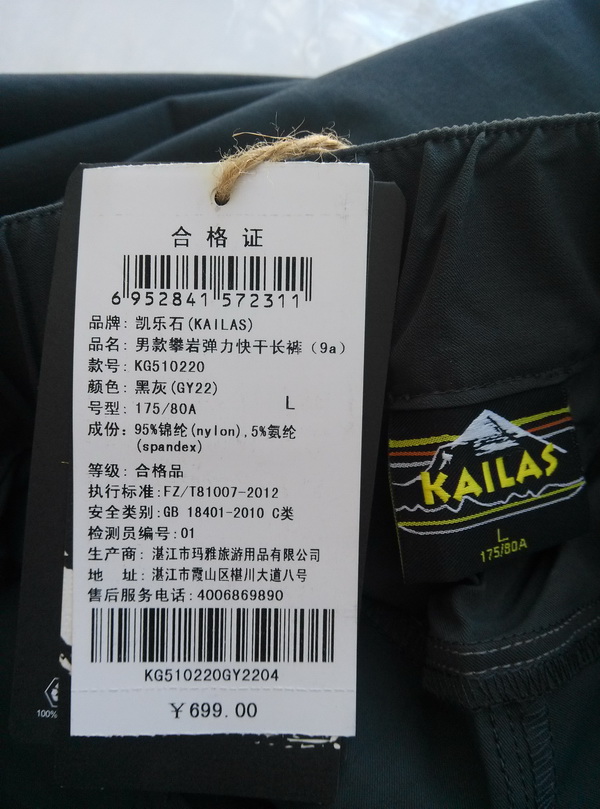 合格证
6 952841 572311
品牌: 凯乐石(KAILAS)
品名: 男款攀岩弹力快干长裤（9a）
款号: KG510220
颜色: 黑灰(GY22)
号型: 175/80A L
成份: 95%锦纶(nylon),5%氨纶
(spandex)
等级: 合格品
执行标准:FZ/T81007-2012
安全类别:GB 18401-2010 C类
检测员编号:01
生产商: 湛江市玛雅旅游用品有限公司
地 址: 湛江市霞山区椹川大道八号
售后服务电话:4006869890
KG510220GY2204
￥699.00
KAILAS
L
175/80A
100%